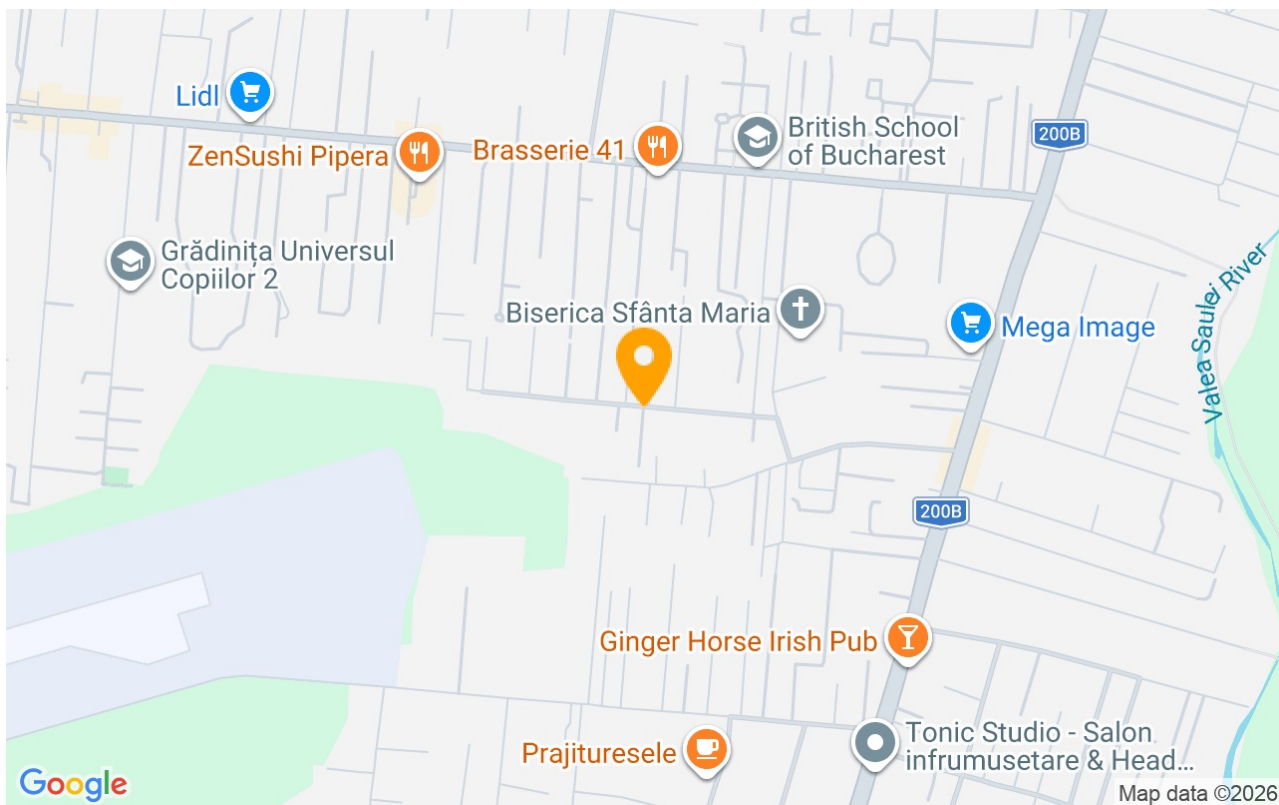 Lidl
ZenSushi Pipera
Brasserie 41
British School
of Bucharest
200B
Grădinița Universul
Copiilor 2
Biserica Sfânta Maria
Mega Image
Valea Saulei River
200B
Ginger Horse Irish Pub
Prajituresele
Tonic Studio - Salon
infrumusetare & Head...
Google
Map data ©2026